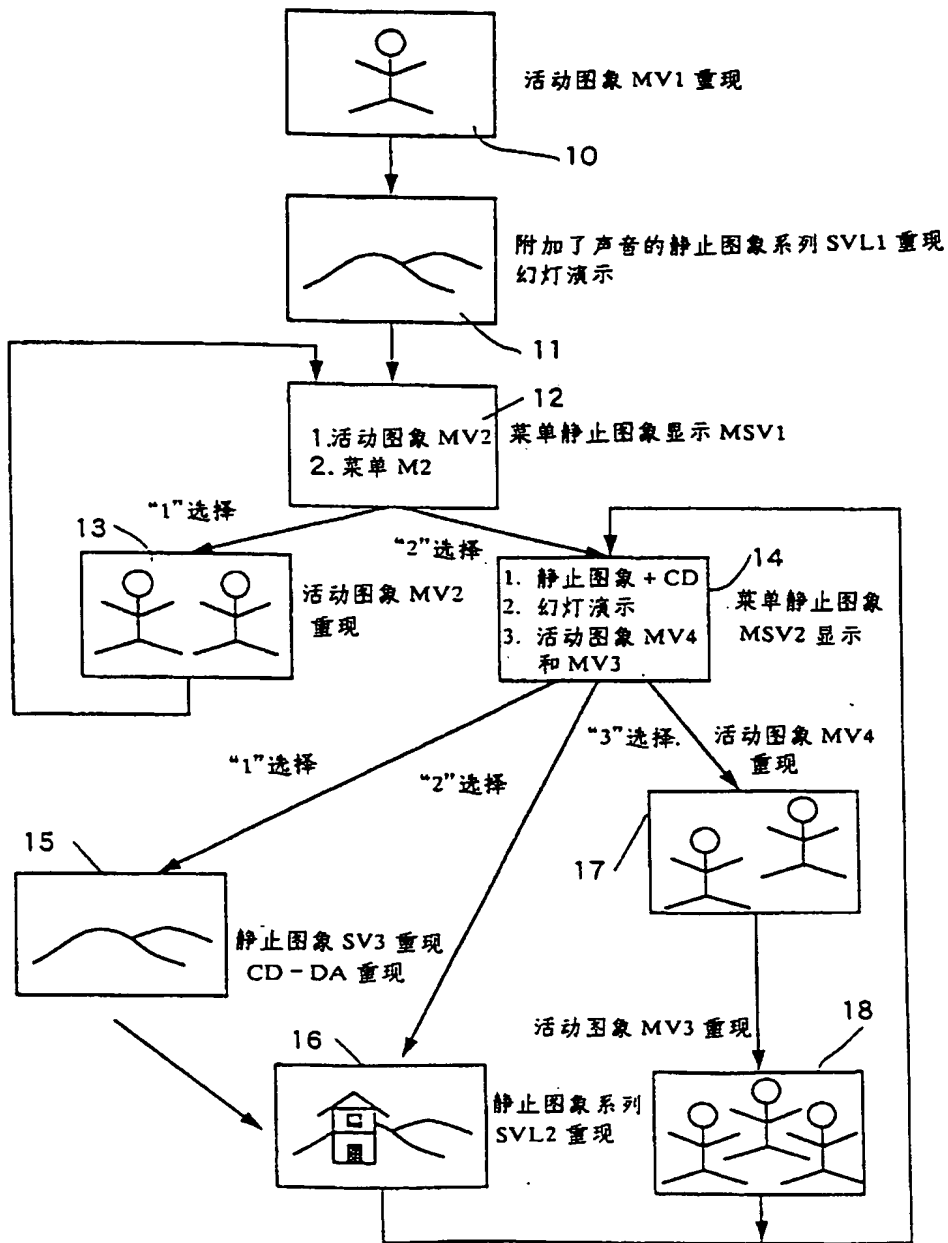 活动图象 MV1 重现
10
附加了声音的静止图象系列 SVL1 重现
幻灯演示
11
12
1.活动图象 MV2
2.菜单 M2
菜单静止图象显示 MSV1
“1”选择
“2”选择
13
活动图象 MV2
重现
14
1. 静止图象 + CD
2. 幻灯演示
3. 活动图象 MV4
和 MV3
菜单静止图象
MSV2 显示
“1”选择
“2”选择
“3”选择.
活动图象 MV4
重现
15
静止图象 SV3 重现
CD－DA 重现
17
16
静止图象系列
SVL2 重现
活动图象 MV3 重现
18